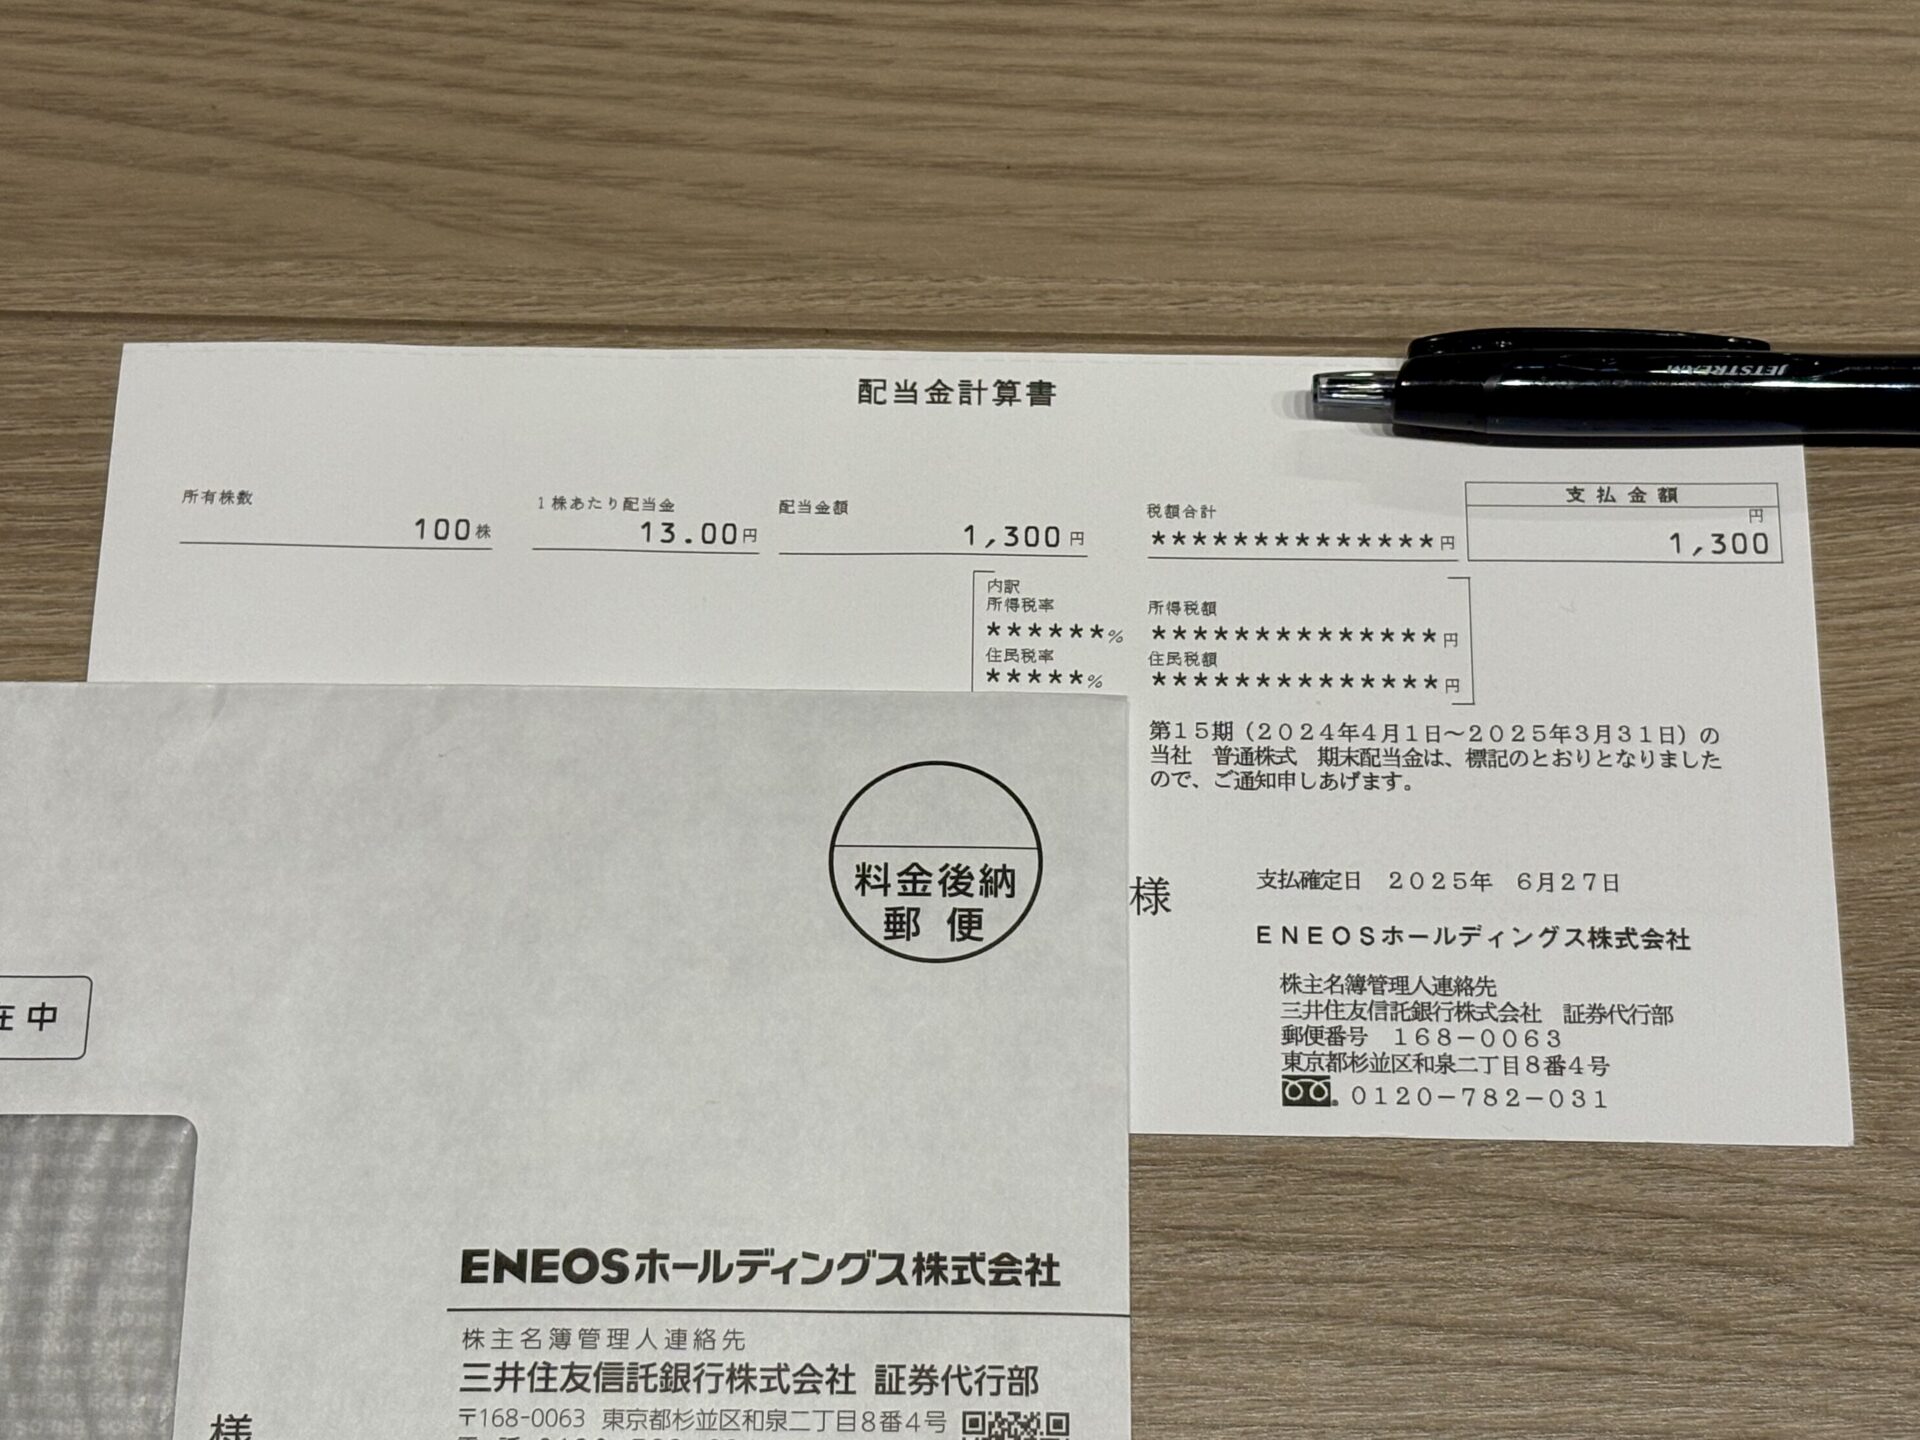 配当金計算書
JETSTREAM
所有株数
100株
1株あたり配当金
13.00円
配当金額
1,300円
税額合計
**************円
支払金額
円
1,300
内訳
所得税率
******%
所得税額
**************円
住民税率
*****%
住民税額
**************円
第15期(2024年4月1日~2025年3月31日)の
当社 普通株式 期末配当金は、標記のとおりとなりました
ので、ご通知申しあげます。
様
支払確定日 2025年 6月27日
ENEOSホールディングス株式会社
株主名簿管理人連絡先
三井住友信託銀行株式会社 証券代行部
郵便番号 168-0063
東京都杉並区和泉二丁目8番4号
0120-782-031
料金後納
郵便
在中
ENEOSホールディングス株式会社
株主名簿管理人連絡先
三井住友信託銀行株式会社 証券代行部
〒168-0063 東京都杉並区和泉二丁目8番4号
様